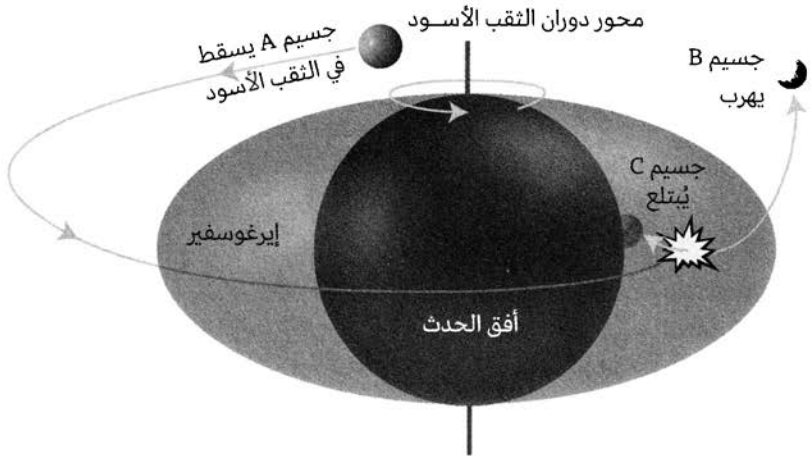 محور دوران الثقب الأسـود
جسيم A يسقط
في الثقب الأسود
جسيم B
يهرب
جسيم C
يُبتلع
إيرغوسفير
أفق الحدث